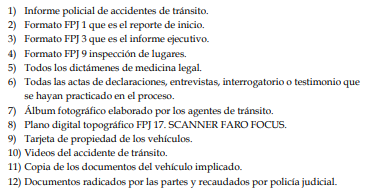 1) Informe policial de accidentes de tránsito.
2) Formato FPJ 1 que es el reporte de inicio.
3) Formato FPJ 3 que es el informe ejecutivo.
4) Formato FPJ 9 inspección de lugares.
5) Todos los dictámenes de medicina legal.
6) Todas las actas de declaraciones, entrevistas, interrogatorio o testimonio que
se hayan practicado en el proceso.
7) Álbum fotográfico elaborado por los agentes de tránsito.
8) Plano digital topográfico FPJ 17. SCANNER FARO FOCUS.
9) Tarjeta de propiedad de los vehículos.
10) Videos del accidente de tránsito.
11) Copia de los documentos del vehículo implicado.
12) Documentos radicados por las partes y recaudados por policía judicial.